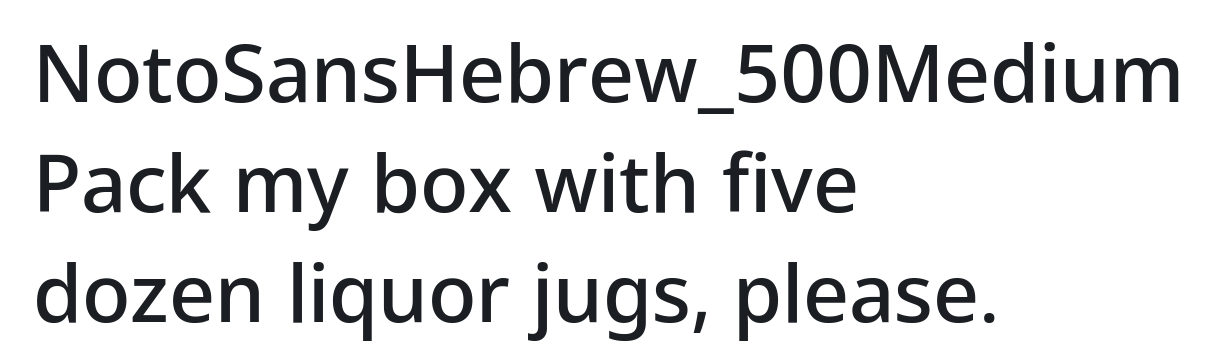 NotoSansHebrew_500Medium
Pack my box with five
dozen liquor jugs, please.